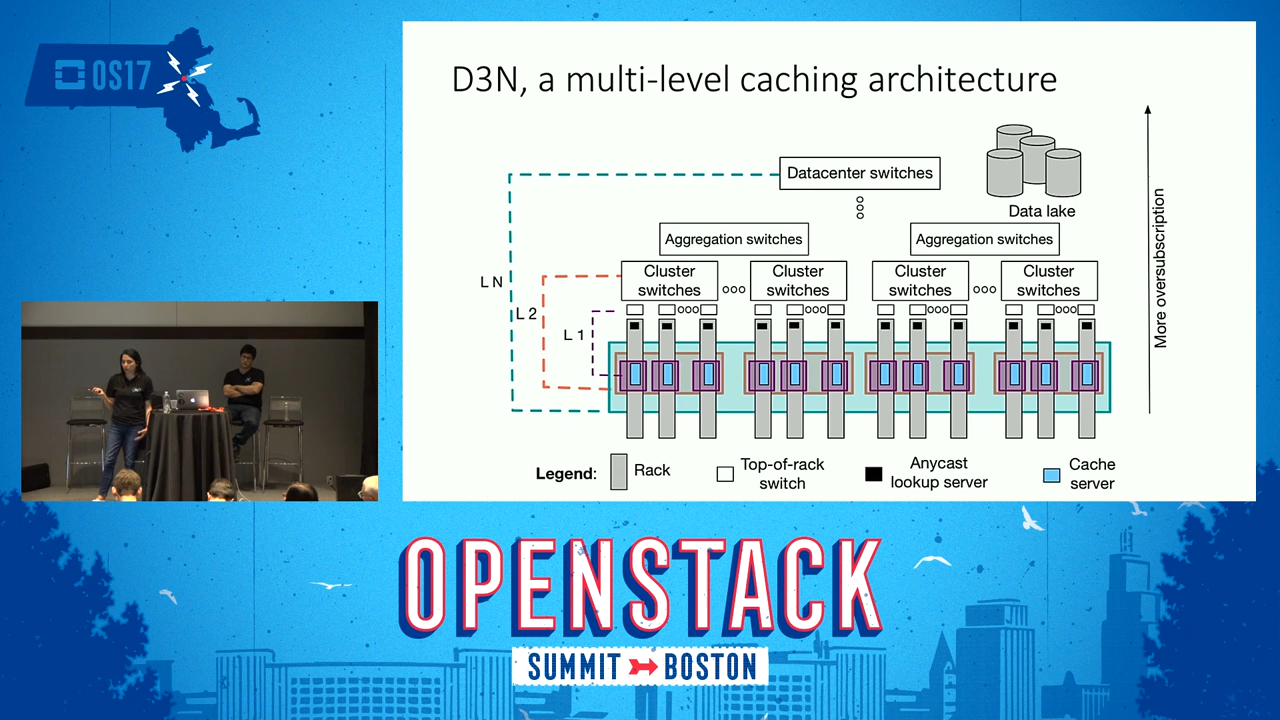 OS17
D3N, a multi-level caching architecture
Datacenter switches
Data lake
Aggregation switches
Aggregation switches
Cluster
switches
Cluster
switches
Cluster
switches
Cluster
switches
L N
L 2
L 1
More oversubscription
Legend:
Rack
Top-of-rack
switch
Anycast
lookup server
Cache
server
OPENSTACK
SUMMIT BOSTON